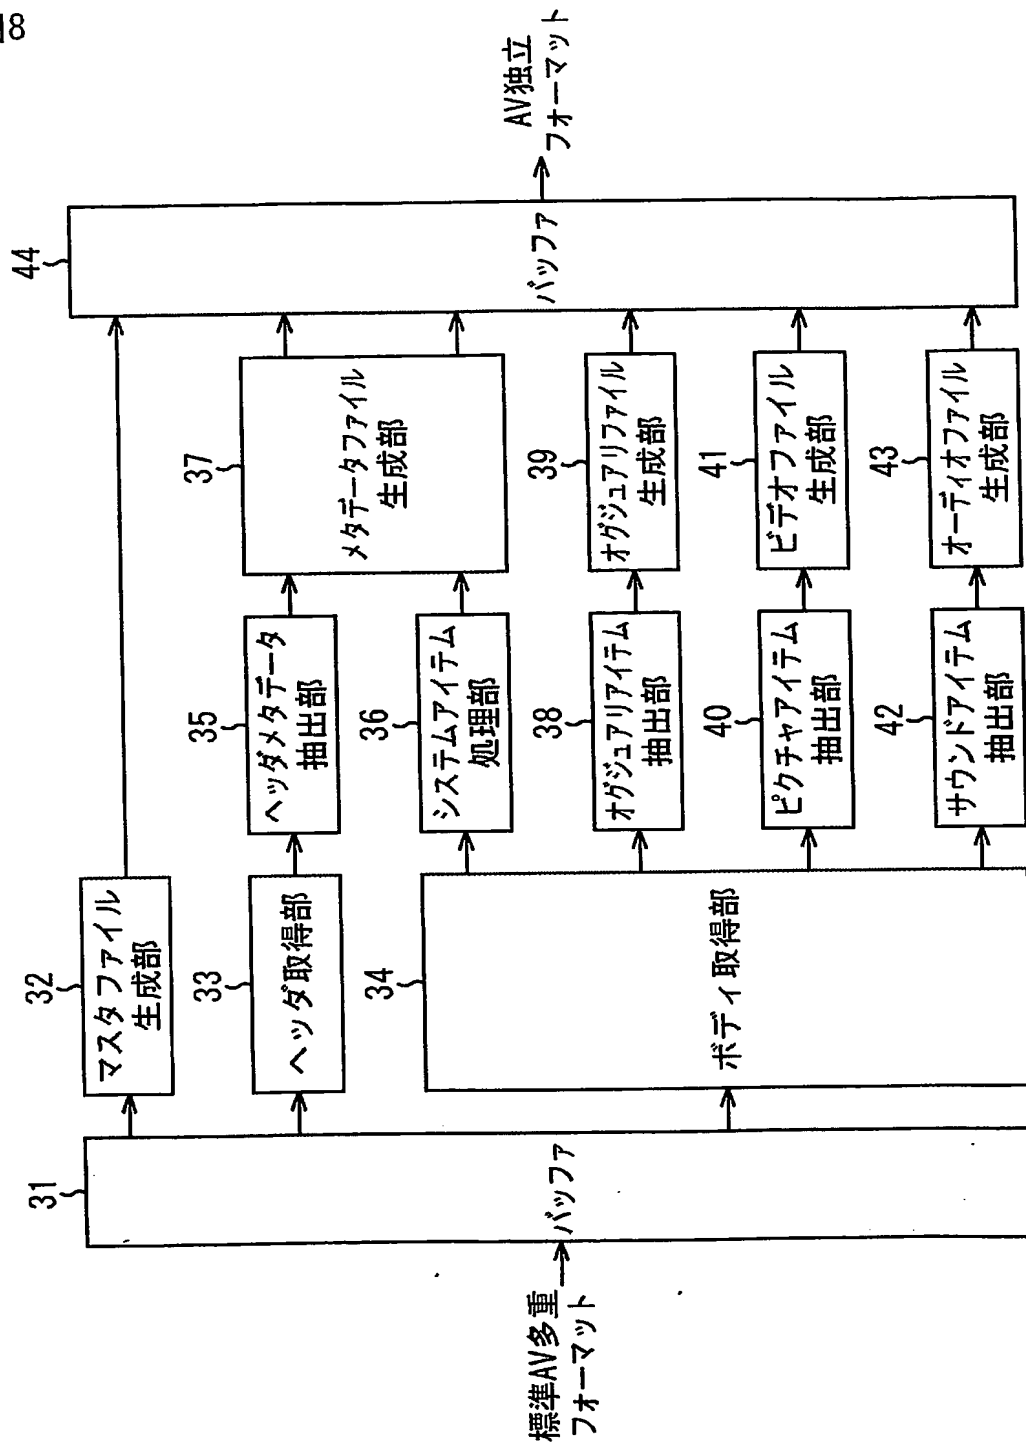 図8
標準AV多重
フォーマット
31
バッファ
32
マスタファイル
生成部
33
ヘッダ取得部
34
ボディ取得部
35
ヘッダメタデータ
抽出部
36
システムアイテム
処理部
37
メタデータファイル
生成部
38
オグジュアリアイテム
抽出部
39
オグジュアリファイル
生成部
40
ピクチャアイテム
抽出部
41
ビデオファイル
生成部
42
サウンドアイテム
抽出部
43
オーディオファイル
生成部
44
バッファ
AV独立
フォーマット